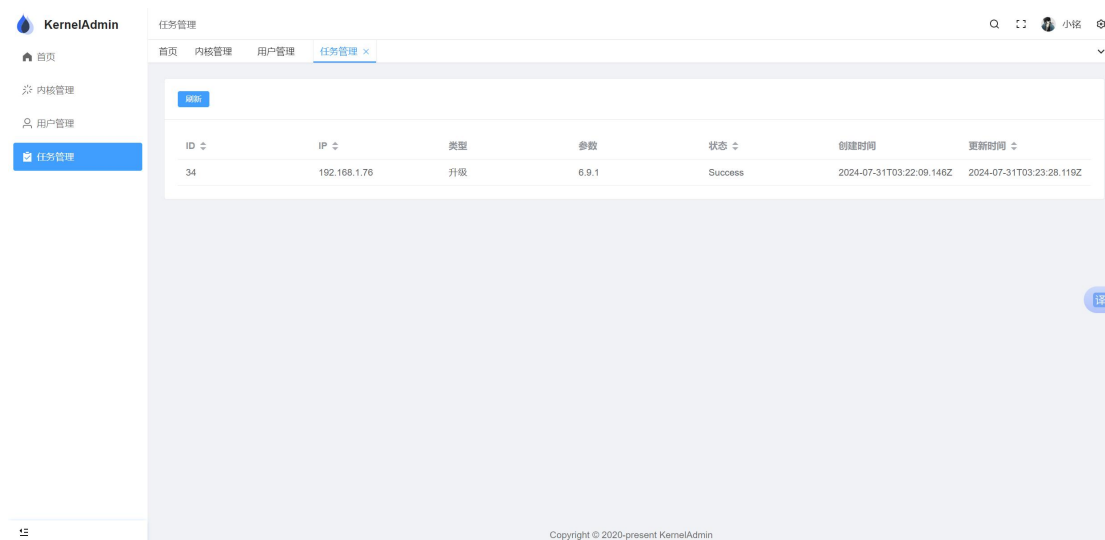 KernelAdmin
任务管理
小铭
首页
内核管理
用户管理
任务管理
首页 内核管理 用户管理 任务管理 ×
刷新
ID IP 类型 参数 状态 创建时间 更新时间
34 192.168.1.76 升级 6.9.1 Success 2024-07-31T03:22:09.146Z 2024-07-31T03:23:28.119Z
译
Copyright © 2020-present KernelAdmin